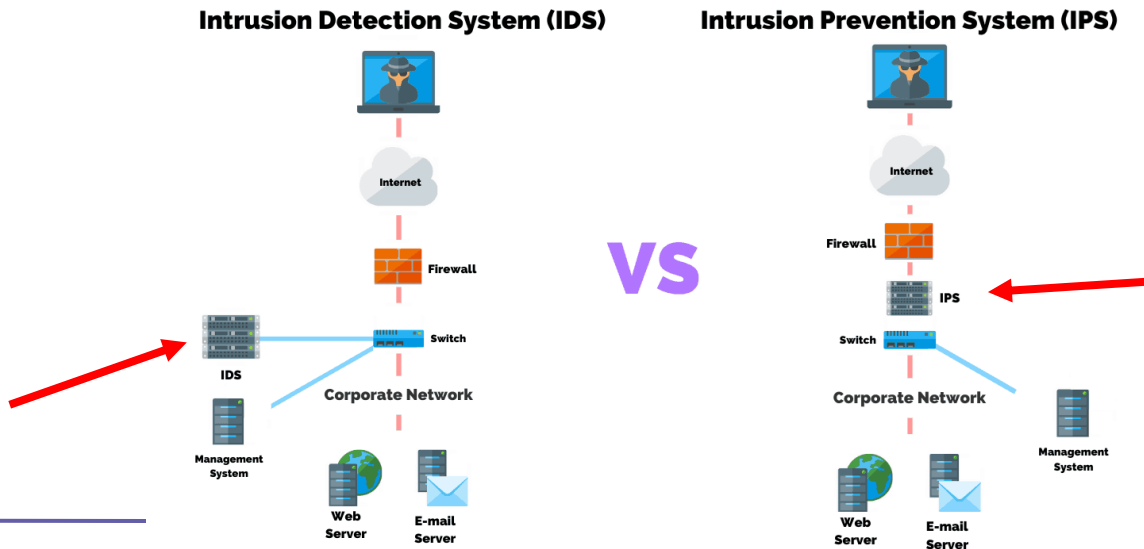 Intrusion Detection System (IDS)
Internet
Firewall
Switch
IDS
Corporate Network
Management
System
Web
Server
E-mail
Server
VS
Intrusion Prevention System (IPS)
Internet
Firewall
IPS
Switch
Corporate Network
Management
System
Web
Server
E-mail
Server